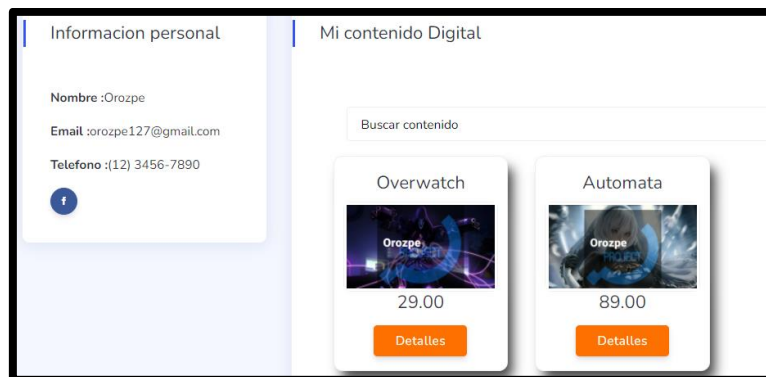 Informacion personal
Nombre :Orozpe
Email :orozpe127@gmail.com
Telefono :(12) 3456-7890
f
Mi contenido Digital
Buscar contenido
Overwatch
Orozpe
29.00
Detalles
Automata
Orozpe
PROJECT
89.00
Detalles